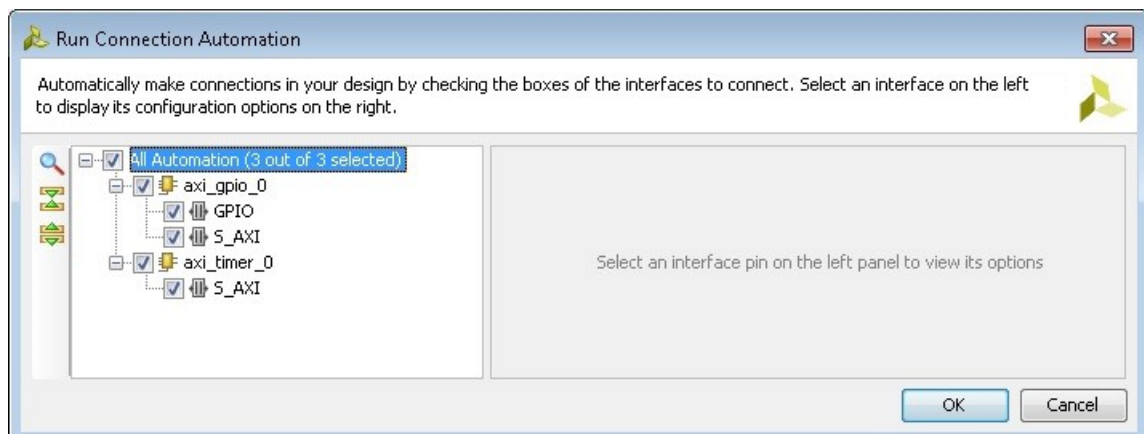 Run Connection Automation
Automatically make connections in your design by checking the boxes of the interfaces to connect. Select an interface on the left
to display its configuration options on the right.
All Automation (3 out of 3 selected)
axi_gpio_0
GPIO
S_AXI
axi_timer_0
S_AXI
Select an interface pin on the left panel to view its options
OK
Cancel